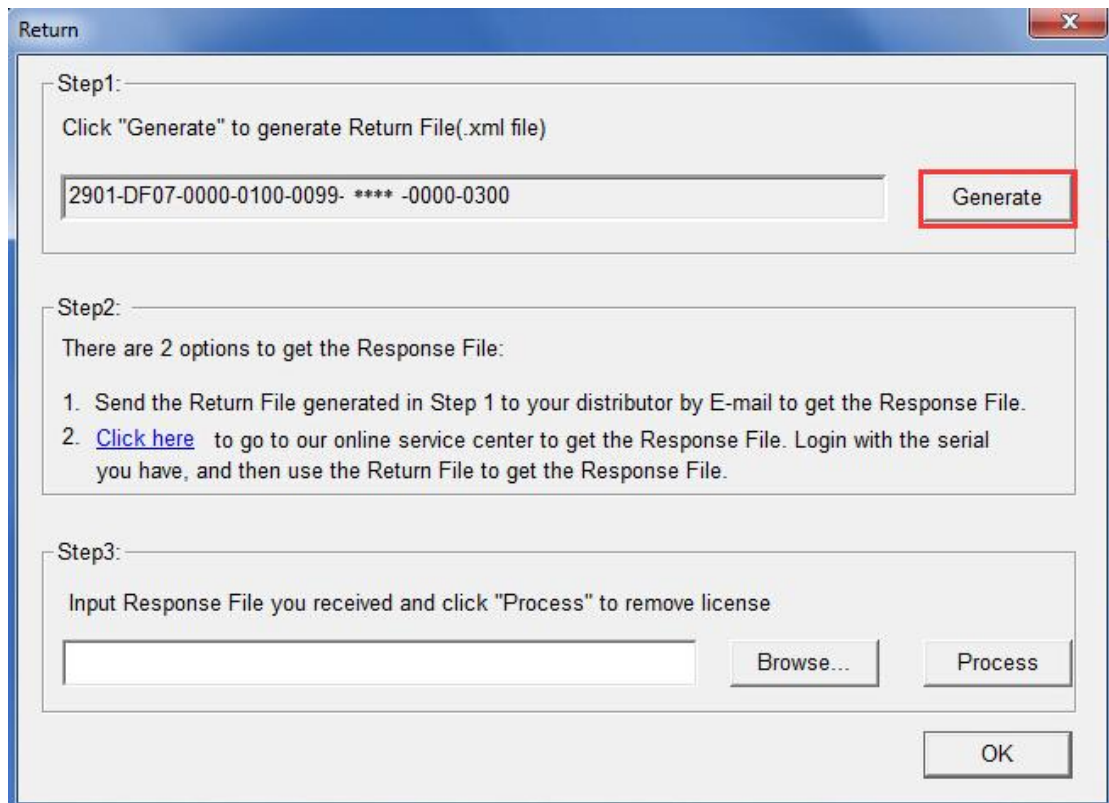 Return
X
Step1:
Click "Generate" to generate Return File(.xml file)
2901-DF07-0000-0100-0099- **** -0000-0300
Generate
Step2:
There are 2 options to get the Response File:
1. Send the Return File generated in Step 1 to your distributor by E-mail to get the Response File.
2. Click here to go to our online service center to get the Response File. Login with the serial
you have, and then use the Return File to get the Response File.
Step3:
Input Response File you received and click "Process" to remove license
Browse...
Process
OK